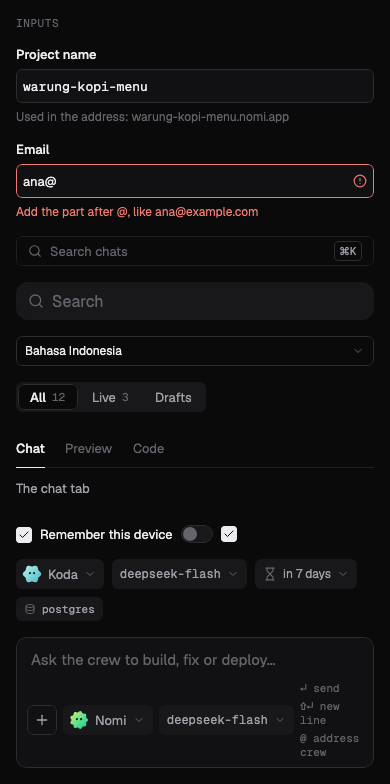 INPUTS
Project name
warung-kopi-menu
Used in the address: warung-kopi-menu.nomi.app
Email
ana@
Add the part after @, like ana@example.com
Search chats ⌘K
Search
Bahasa Indonesia
All 12 Live 3 Drafts
Chat Preview Code
The chat tab
Remember this device
Koda deepseek-flash in 7 days
postgres
Ask the crew to build, fix or deploy…
↵ send
⇧↵ new
line
@ address
crew
Nomi deepseek-flash